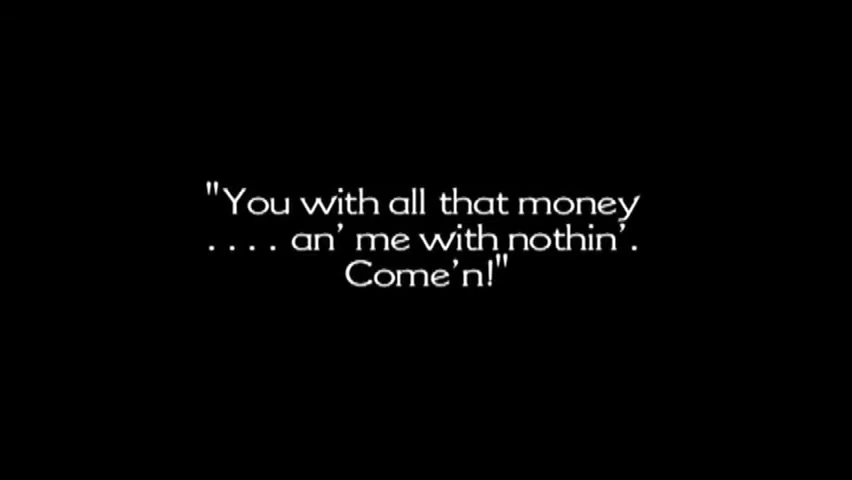 "You with all that money
. . . . an' me with nothin'.
Come'n!"